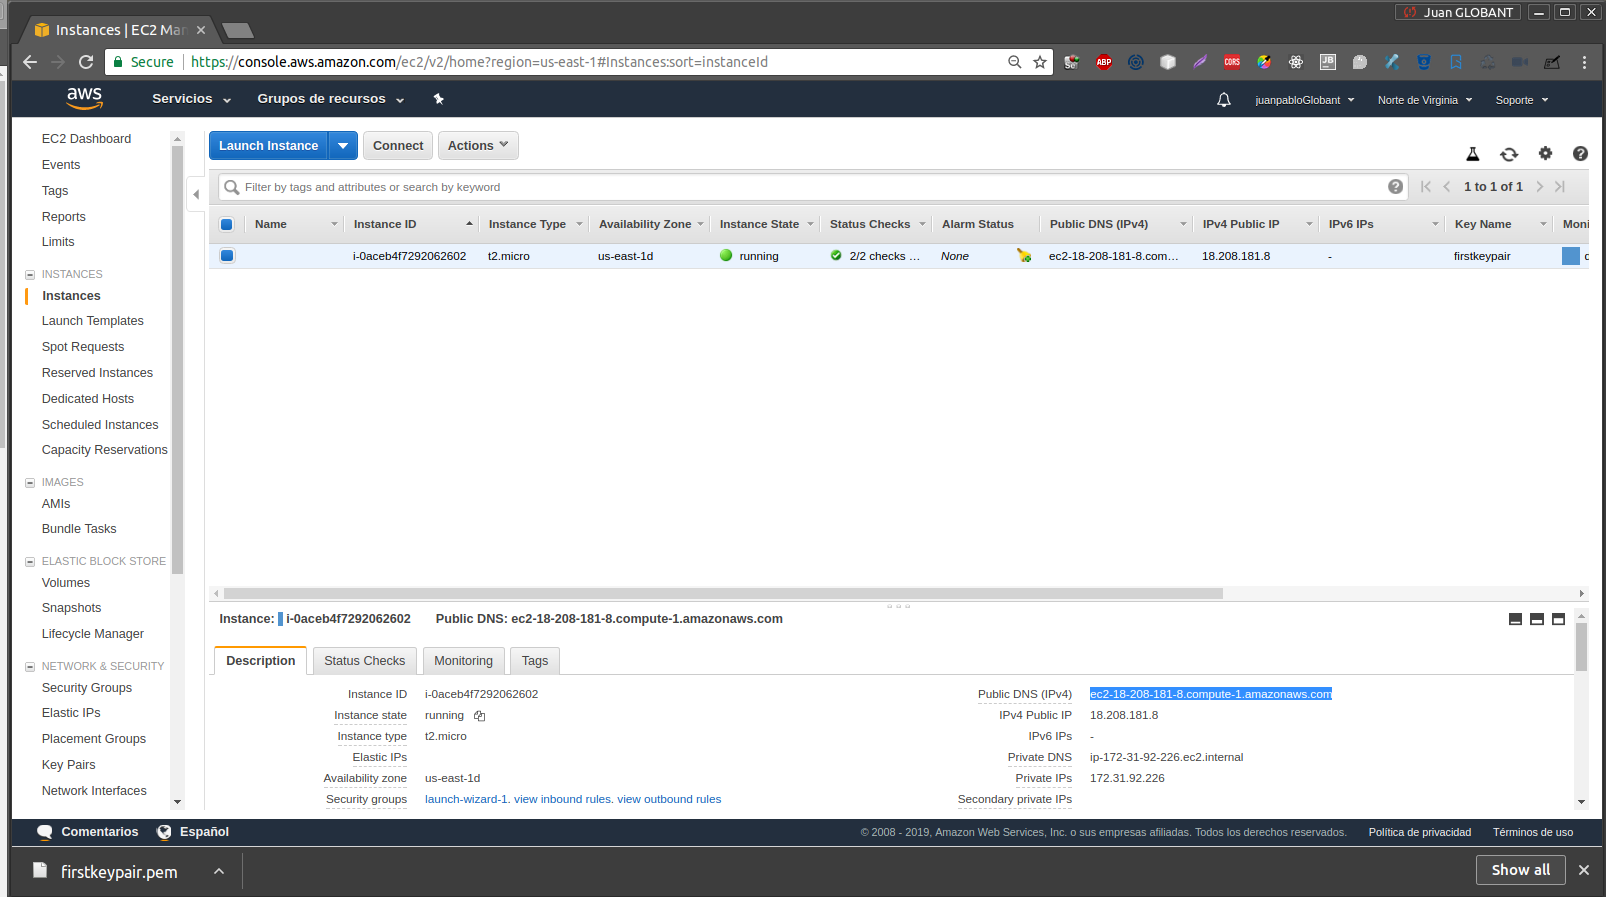 Juan GLOBANT
Instances | EC2 Man
Secure https://console.aws.amazon.com/ec2/v2/home?region=us-east-1#Instances:sort=instanceId
ABP CORS JB
aws Servicios Grupos de recursos juanpabloGlobant Norte de Virginia Soporte
EC2 Dashboard
Events
Tags
Reports
Limits
INSTANCES
Instances
Launch Templates
Spot Requests
Reserved Instances
Dedicated Hosts
Scheduled Instances
Capacity Reservations
IMAGES
AMIs
Bundle Tasks
ELASTIC BLOCK STORE
Volumes
Snapshots
Lifecycle Manager
NETWORK & SECURITY
Security Groups
Elastic IPs
Placement Groups
Key Pairs
Network Interfaces
Launch Instance Connect Actions
Filter by tags and attributes or search by keyword 1 to 1 of 1
Name Instance ID Instance Type Availability Zone Instance State Status Checks Alarm Status Public DNS (IPv4) IPv4 Public IP IPv6 IPs Key Name Moni
i-0aceb4f7292062602 t2.micro us-east-1d running 2/2 checks ... None ec2-18-208-181-8.com... 18.208.181.8 - firstkeypair
Instance: i-0aceb4f7292062602 Public DNS: ec2-18-208-181-8.compute-1.amazonaws.com
Description Status Checks Monitoring Tags
Instance ID i-0aceb4f7292062602 Public DNS (IPv4) ec2-18-208-181-8.compute-1.amazonaws.com
Instance state running IPv4 Public IP 18.208.181.8
Instance type t2.micro IPv6 IPs -
Elastic IPs Private DNS ip-172-31-92-226.ec2.internal
Availability zone us-east-1d Private IPs 172.31.92.226
Security groups launch-wizard-1. view inbound rules. view outbound rules Secondary private IPs
Comentarios Español © 2008 - 2019, Amazon Web Services, Inc. o sus empresas afiliadas. Todos los derechos reservados. Política de privacidad Términos de uso
firstkeypair.pem Show all